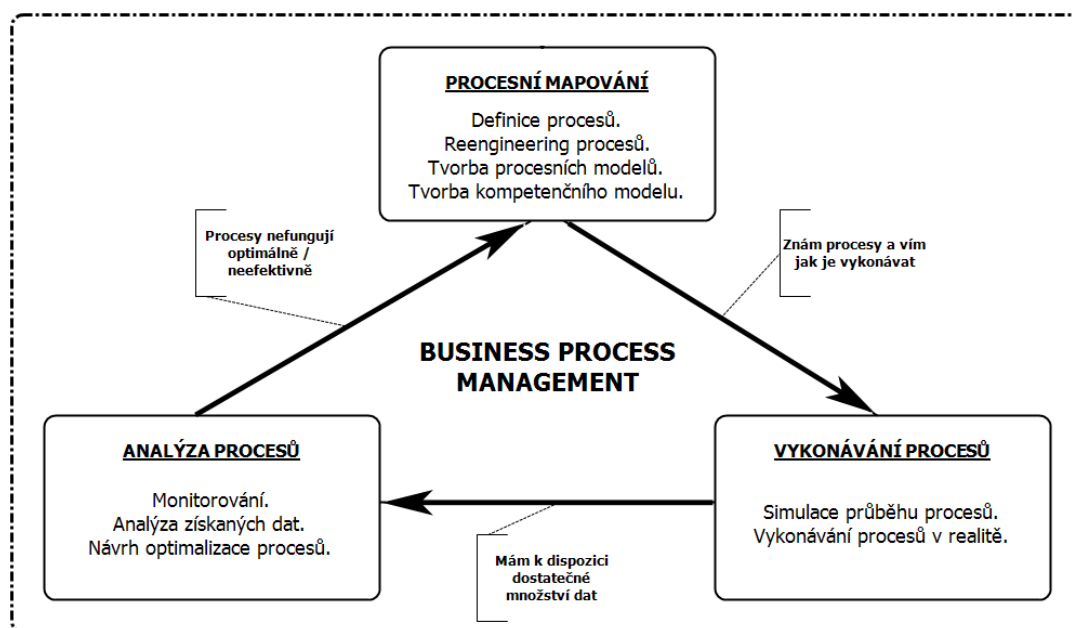 PROCESNÍ MAPOVÁNÍ
Definice procesů.
Reengineering procesů.
Tvorba procesních modelů.
Tvorba kompetenčního modelu.
Procesy nefungují
optimálně /
neefektivně
Znám procesy a vím
jak je vykonávat
BUSINESS PROCESS
MANAGEMENT
ANALÝZA PROCESŮ
Monitorování.
Analýza získaných dat.
Návrh optimalizace procesů.
VYKONÁVÁNÍ PROCESŮ
Simulace průběhu procesů.
Vykonávání procesů v realitě.
Mám k dispozici
dostatečné
množství dat